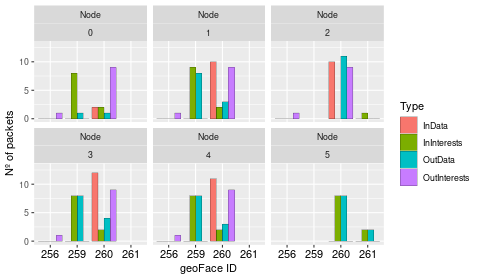 Node Node Node
0 1 2
10
5
0
Node Node Node
3 4 5
10
5
0
256 259 260 261 256 259 260 261 256 259 260 261
geoFace ID
Nº of packets
Type
InData
InInterests
OutData
OutInterests